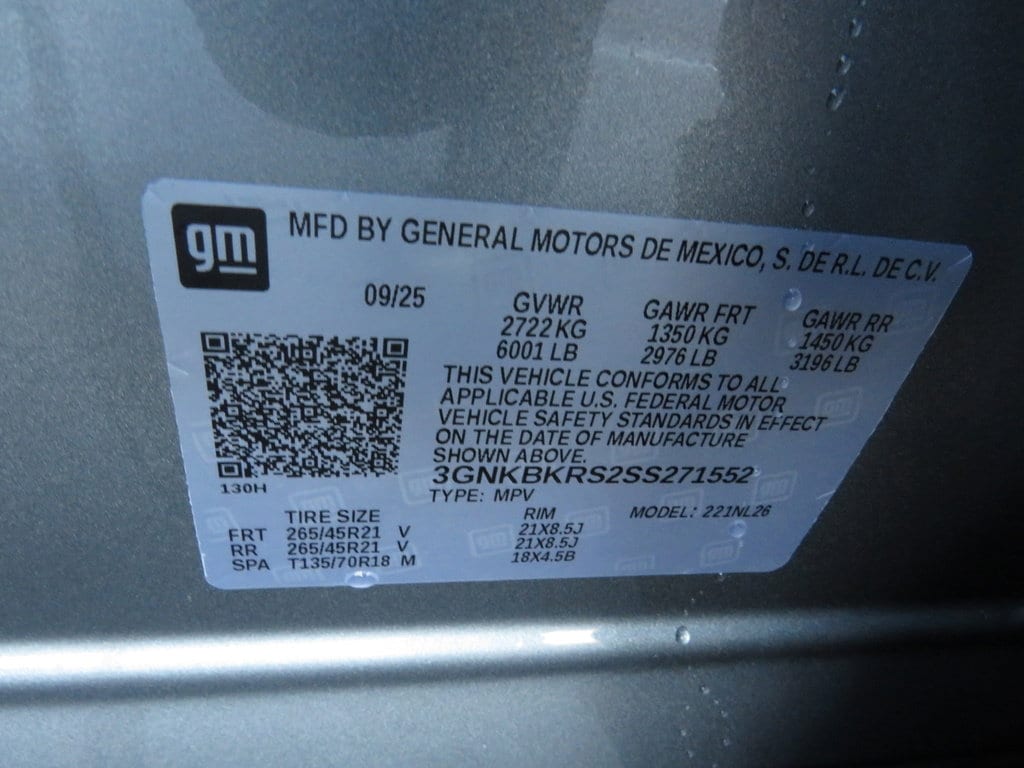 gm MFD BY GENERAL MOTORS DE MEXICO, S. DE R.L. DE C.V.
09/25 GVWR GAWR FRT GAWR RR
2722 KG 1350 KG 1450 KG
6001 LB 2976 LB 3196 LB
THIS VEHICLE CONFORMS TO ALL
APPLICABLE U.S. FEDERAL MOTOR
VEHICLE SAFETY STANDARDS IN EFFECT
ON THE DATE OF MANUFACTURE
SHOWN ABOVE.
3GNKBKRS2SS271552
130H TYPE: MPV
TIRE SIZE RIM MODEL: 221NL26
FRT 265/45R21 V 21X8.5J
RR 265/45R21 V 21X8.5J
SPA T135/70R18 M 18X4.5B